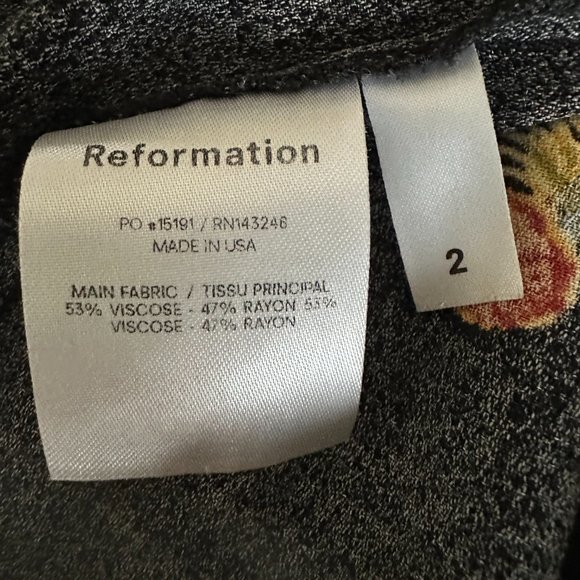 Reformation
PO #15191 / RN143246
MADE IN USA
MAIN FABRIC / TISSU PRINCIPAL
53% VISCOSE - 47% RAYON 53%
VISCOSE - 47% RAYON
2